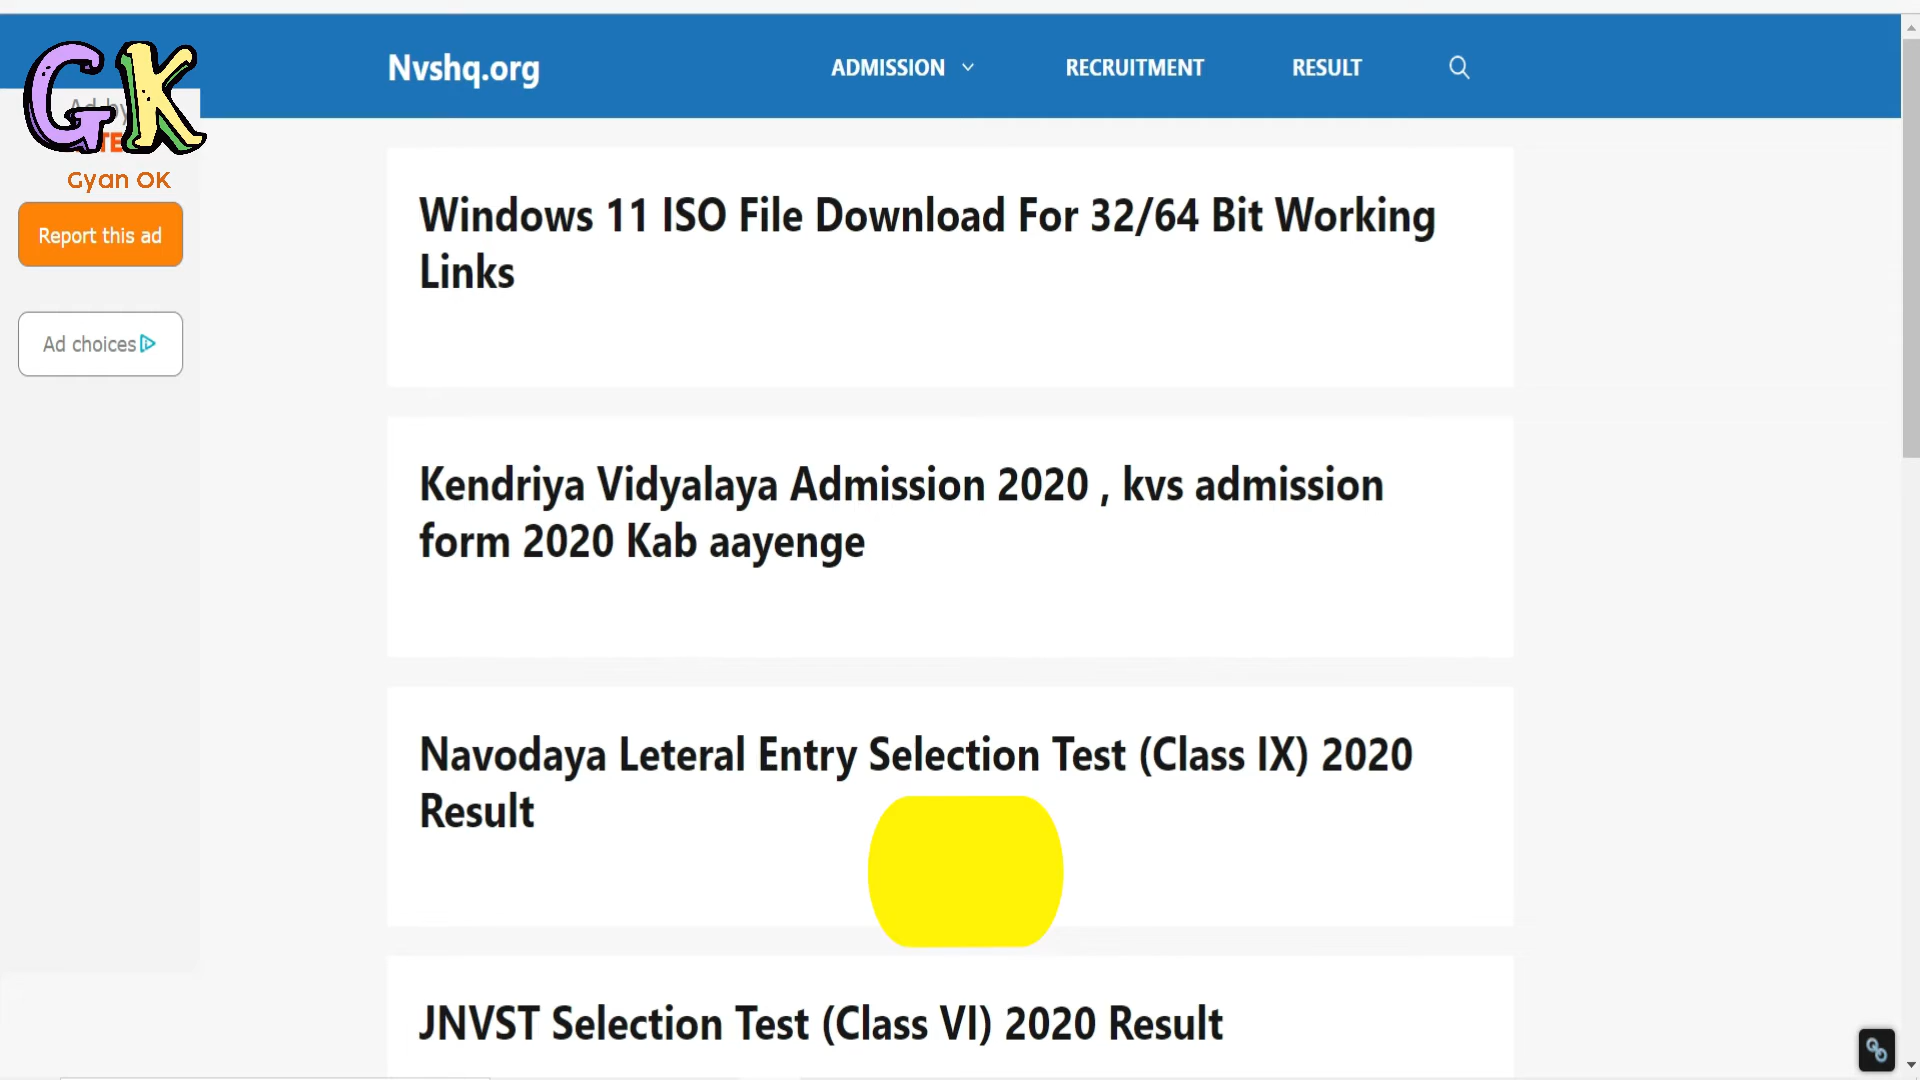 GK
Gyan OK
Nvshq.org
ADMISSION
RECRUITMENT
RESULT
Ad by
Report this ad
Ad choices
Windows 11 ISO File Download For 32/64 Bit Working
Links
Kendriya Vidyalaya Admission 2020 , kvs admission
form 2020 Kab aayenge
Navodaya Leteral Entry Selection Test (Class IX) 2020
Result
JNVST Selection Test (Class VI) 2020 Result